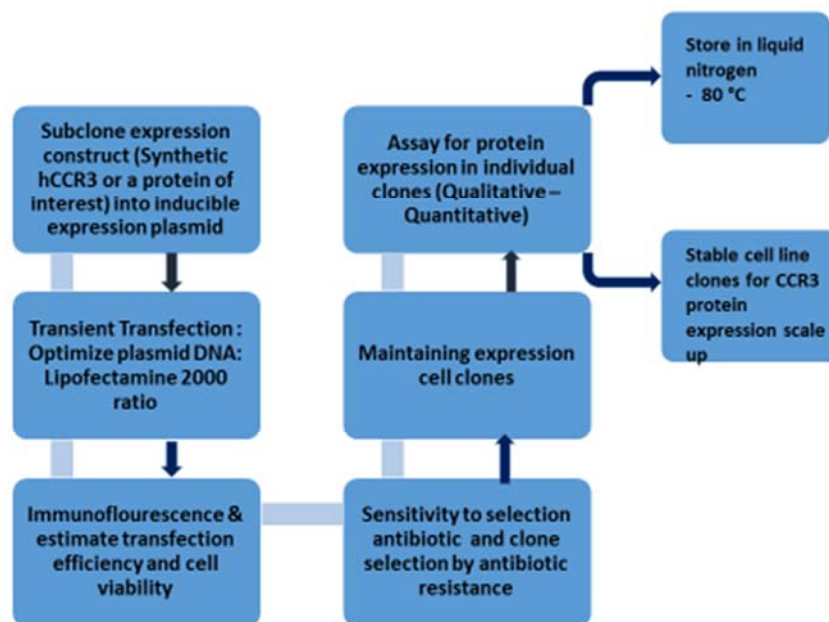 Subclone expression
construct (Synthetic
hCCR3 or a protein of
interest) into inducible
expression plasmid
Transient Transfection :
Optimize plasmid DNA:
Lipofectamine 2000
ratio
Immunoflourescence &
estimate transfection
efficiency and cell
viability
Sensitivity to selection
antibiotic and clone
selection by antibiotic
resistance
Maintaining expression
cell clones
Assay for protein
expression in individual
clones (Qualitative –
Quantitative)
Store in liquid
nitrogen
- 80 °C
Stable cell line
clones for CCR3
protein
expression scale
up